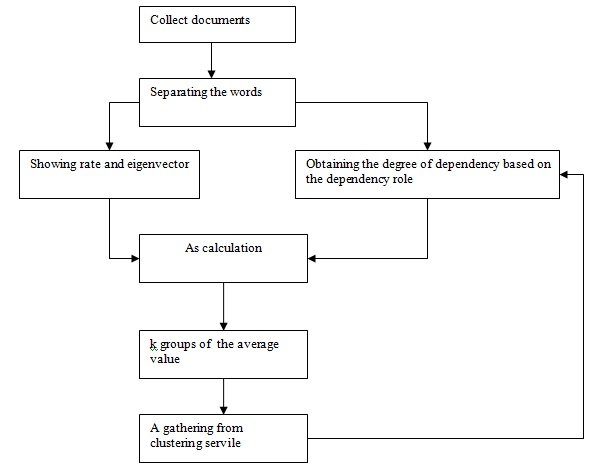 Collect documents
Separating the words
Showing rate and eigenvector
Obtaining the degree of dependency based on
the dependency role
As calculation
k groups of the average
value
A gathering from
clustering servile